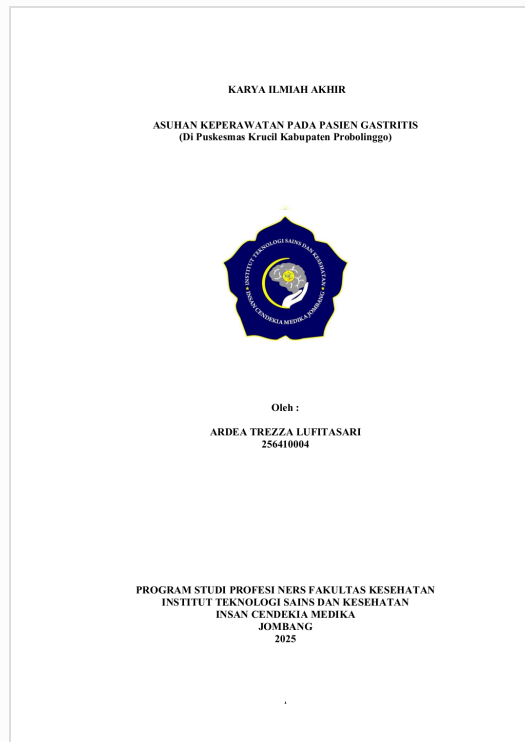 KARYA ILMIAH AKHIR
ASUHAN KEPERAWATAN PADA PASIEN GASTRITIS
(Di Puskesmas Krucil Kabupaten Probolinggo)
INSTITUT TEKNOLOGI SAINS DAN KESEHATAN
INSAN CENDEKIA MEDIKA JOMBANG
Oleh :
ARDEA TREZZA LUFITASARI
256410004
PROGRAM STUDI PROFESI NERS FAKULTAS KESEHATAN
INSTITUT TEKNOLOGI SAINS DAN KESEHATAN
INSAN CENDEKIA MEDIKA
JOMBANG
2025